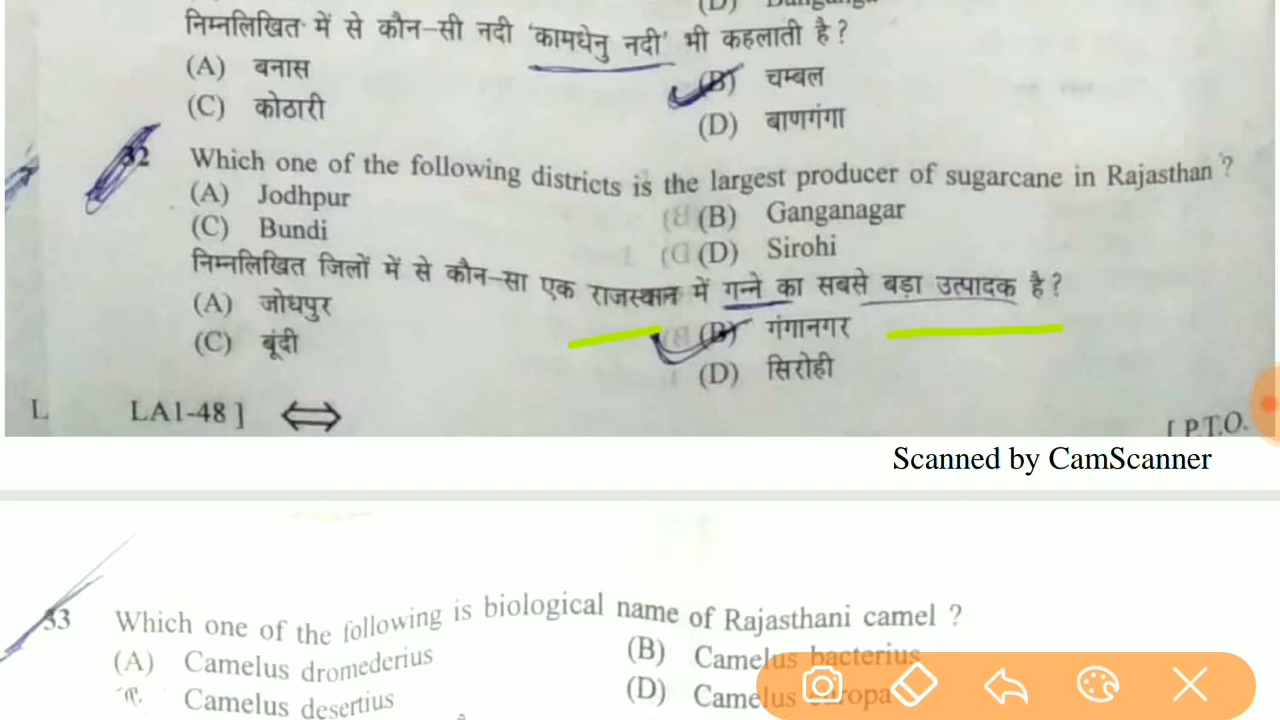 निम्नलिखित में से कौन-सी नदी 'कामधेनु नदी' भी कहलाती है ?
(A) बनास (B) चम्बल
(C) कोठारी (D) बाणगंगा
32 Which one of the following districts is the largest producer of sugarcane in Rajasthan ?
(A) Jodhpur (B) Ganganagar
(C) Bundi (D) Sirohi
निम्नलिखित जिलों में से कौन-सा एक राजस्थान में गन्ने का सबसे बड़ा उत्पादक है ?
(A) जोधपुर (B) गंगानगर
(C) बूंदी (D) सिरोही
L LA1-48 ] [ P.T.O.
Scanned by CamScanner
33 Which one of the following is biological name of Rajasthani camel ?
(A) Camelus dromederius (B) Camelus bacterius
Camelus desertius (D) Camelus